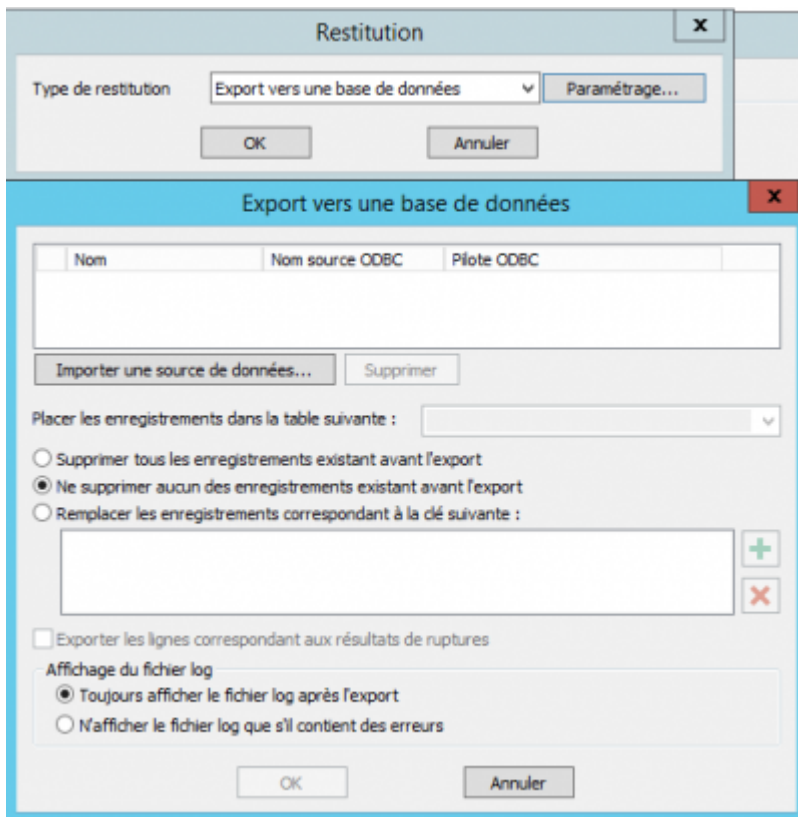 Restitution
x
Type de restitution Export vers une base de données Paramétrage...
OK Annuler
Export vers une base de données
x
Nom Nom source ODBC Pilote ODBC
Importer une source de données... Supprimer
Placer les enregistrements dans la table suivante :
Supprimer tous les enregistrements existant avant l'export
Ne supprimer aucun des enregistrements existant avant l'export
Remplacer les enregistrements correspondant à la clé suivante :
Exporter les lignes correspondant aux résultats de ruptures
Affichage du fichier log
Toujours afficher le fichier log après l'export
N'afficher le fichier log que s'il contient des erreurs
OK Annuler